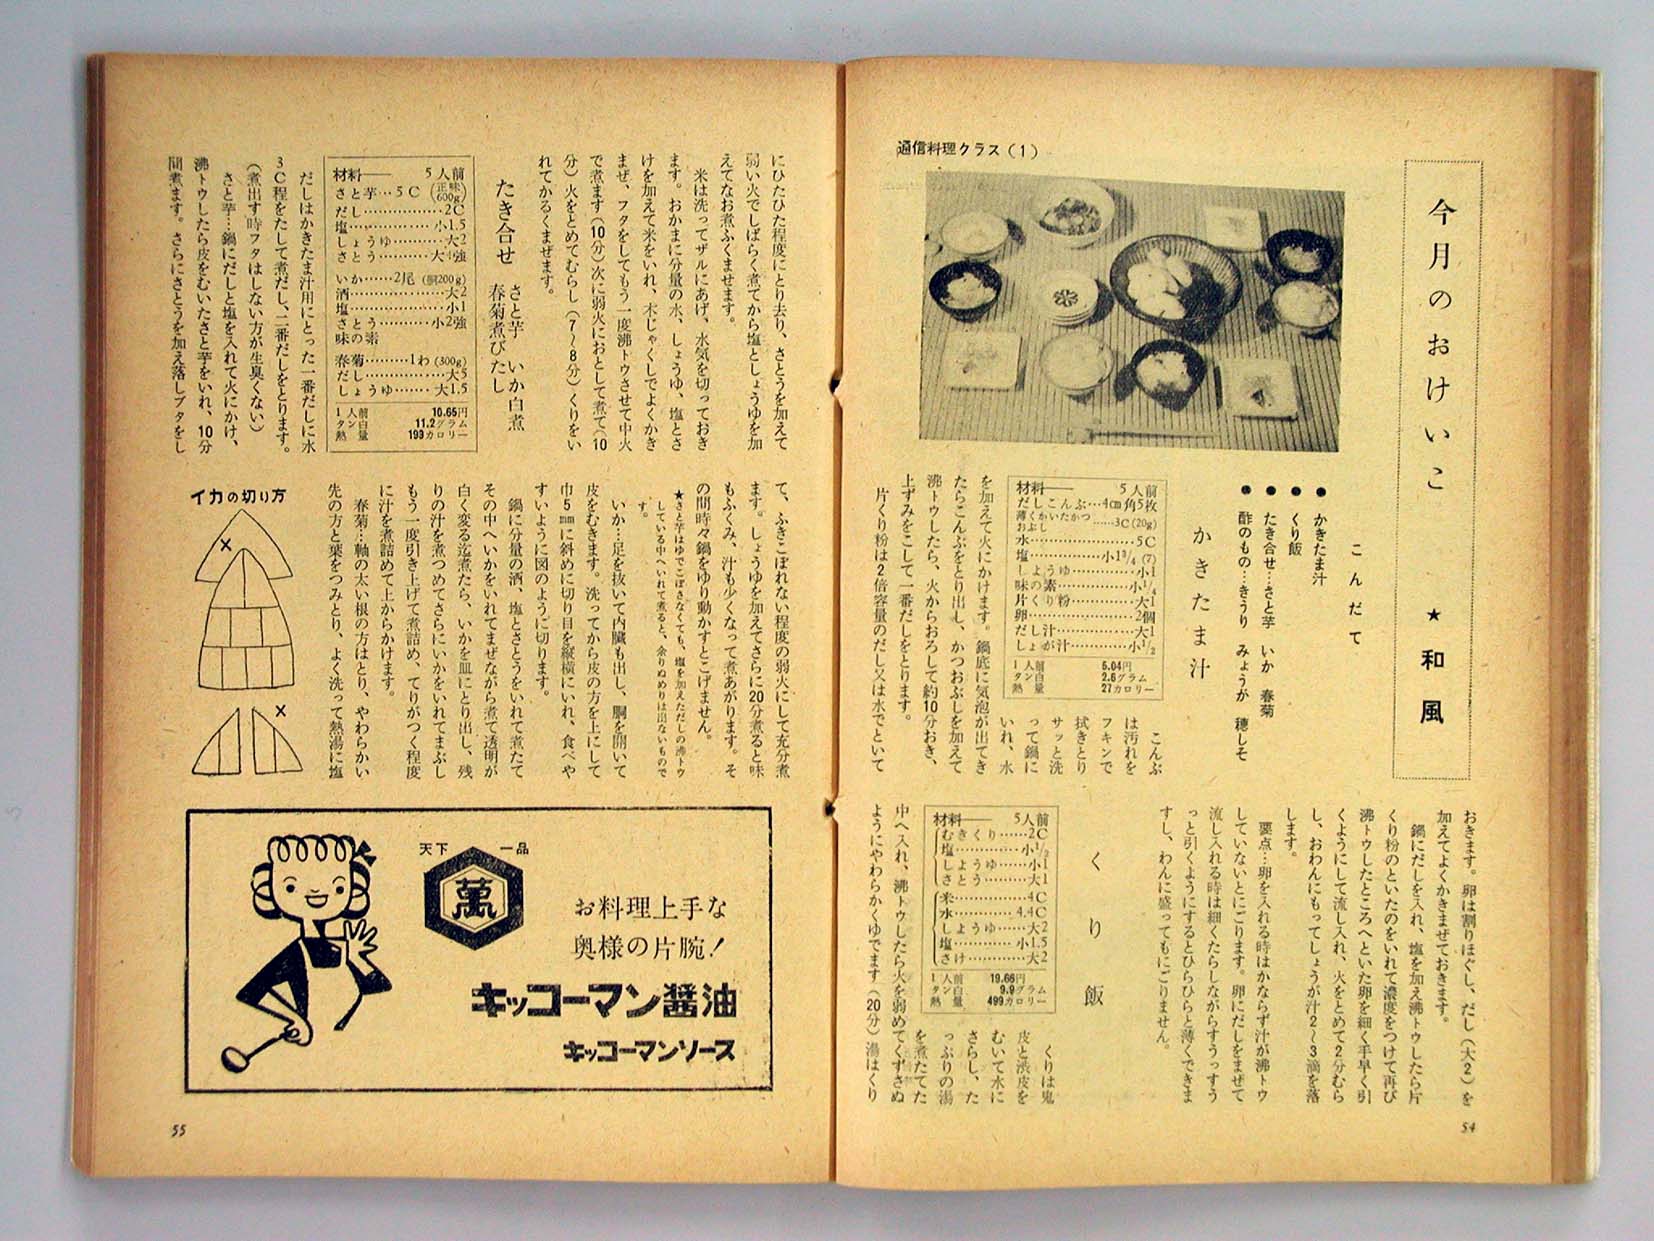 通信料理クラス(1)
今月のおけいこ
★和風
こんだて
● かきたま汁
● くり飯
● たき合せ…さと芋 いか 春菊
● 酢のもの…きうり みょうが 穂しそ
かきたま汁
材料―― 5人前
だしこんぶ…4cm角5枚
薄くかいたかつおぶし……3C(20g)
水……5C
塩……小1¾(7)
しょうゆ……小1
味の素……小¼
片くり粉……大1
卵……2個
だし汁……大1
しょが汁……小½
1人前 5.04円
タン白 2.6グラム
熱量 27カロリー
こんぶ
は汚れを
フキンで
拭きとり
サッと洗
って鍋に
いれ、水
を加えて火にかけます。鍋底に気泡が出てき
たらこんぶをとり出し、かつおぶしを加えて
沸トウしたら、火からおろして約10分おき、
上ずみをこして一番だしをとります。
片くり粉は2倍容量のだし又は水でといて
おきます。卵は割りほぐし、だし(大2)を
加えてよくかきまぜておきます。
鍋にだしを入れ、塩を加え沸トウしたら片
くり粉のといたのをいれて濃度をつけて再び
沸トウしたところへといた卵を細く手早く引
くようにして流し入れ、火をとめて2分むら
し、おわんにもってしょうが汁2〜3滴を落
します。
要点…卵を入れる時はかならず汁が沸トウ
していないとにごります。卵にだしをまぜて
流し入れる時は細くたらしながらすうっすう
っと引くようにするとひらひらと薄くできま
すし、わんに盛ってもにごりません。
くり飯
材料―― 5人前
むきくり……2C
塩……小½
しょうゆ……小1
さとう……大1
米……4C
水……4.4C
しょうゆ……大2
塩……小1.5
さけ……大2
1人前 19.66円
タン白 9.9グラム
熱量 499カロリー
くりは鬼
皮と渋皮を
むいて水に
さらし、た
っぷりの湯
を煮たてた
中へ入れ、沸トウしたら火を弱めてくずさぬ
ようにやわらかくゆでます(20分)湯はくり
54
にひたひた程度にとり去り、さとうを加えて
弱い火でしばらく煮てから塩としょうゆを加
えてなお煮ふくませます。
米は洗ってザルにあげ、水気を切っておき
ます。おかまに分量の水、しょうゆ、塩とさ
けを加えて米をいれ、木じゃくしでよくかき
まぜ、フタをしてもう一度沸トウさせて中火
で煮ます(10分)次に弱火におとして煮て(10
分)火をとめてむらし(7〜8分)くりをい
れてかるくまぜます。
たき合せ さと芋 いか白煮
春菊煮びたし
材料―― 5人前
さと芋…5C(正味600g)
だし……2C
塩……小1.5
しょうゆ……大2
さとう……大4強
いか……2尾(胴200g)
酒……大2
塩……小1
さとう……小2強
味の素
春菊……1わ(300g)
だし……大5
しょうゆ……大1.5
1人前 10.65円
タン白 11.2グラム
熱量 193カロリー
だしはかきたま汁用にとった一番だしに水
3C程をたして煮だし、二番だしをとります。
(煮出す時フタはしない方が生臭くない)
さと芋…鍋にだしと塩を入れて火にかけ、
沸トウしたら皮をむいたさと芋をいれ、10分
間煮ます。さらにさとうを加え落しブタをし
て、ふきこぼれない程度の弱火にして充分煮
ます。しょうゆを加えてさらに20分煮ると味
もふくみ、汁も少くなって煮あがります。そ
の間時々鍋をゆり動かすとこげません。
★さと芋はゆでこぼさなくても、塩を加えただしの沸トウ
している中へいれて煮ると、余りぬめりは出ないもので
す。
いか…足を抜いて内臓も出し、胴を開いて
皮をむきます。洗ってから皮の方を上にして
巾5㎜に斜めに切り目を縦横にいれ、食べや
すいように図のように切ります。
鍋に分量の酒、塩とさとうをいれて煮たて
その中へいかをいれてまぜながら煮て透明が
白く変る迄煮たら、いかを皿にとり出し、残
りの汁を煮つめてさらにいかをいれてまぶし
もう一度引き上げて煮詰め、てりがつく程度
に汁を煮詰めて上からかけます。
春菊…軸の太い根の方はとり、やわらかい
先の方と葉をつみとり、よく洗って熱湯に塩
イカの切り方
×
×
天下 一品
萬
お料理上手な
奥様の片腕!
キッコーマン醤油
キッコーマンソース
55